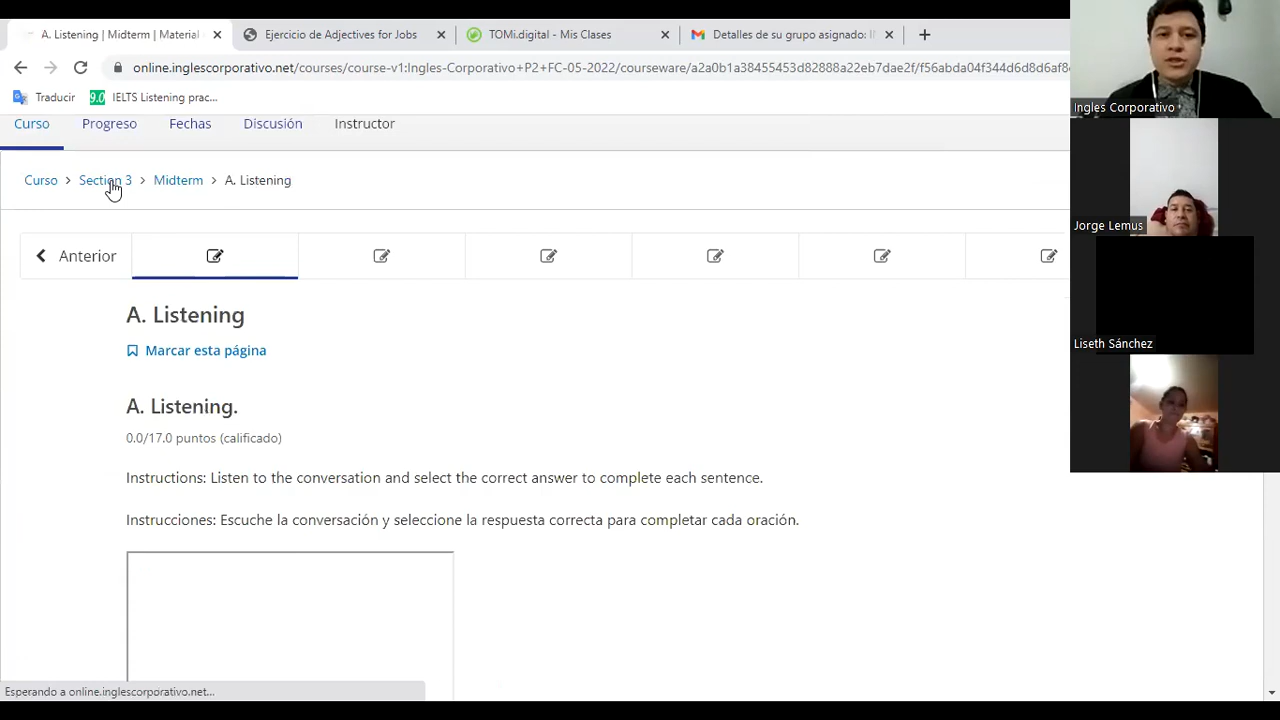 A. Listening | Midterm | Material
Ejercicio de Adjectives for Jobs
TOMi.digital - Mis Clases
Detalles de su grupo asignado: I
online.inglescorporativo.net/courses/course-v1:Ingles-Corporativo+P2+FC-05-2022/courseware/a2a0b1a38455453d82888a22eb7dae2f/f56abda04f344d6d8d6af8
Traducir
9.0 IELTS Listening prac...
Curso Progreso Fechas Discusión Instructor
Curso > Section 3 > Midterm > A. Listening
Anterior
A. Listening
Marcar esta página
A. Listening.
0.0/17.0 puntos (calificado)
Instructions: Listen to the conversation and select the correct answer to complete each sentence.
Instrucciones: Escuche la conversación y seleccione la respuesta correcta para completar cada oración.
Esperando a online.inglescorporativo.net...
Ingles Corporativo
Jorge Lemus
Liseth Sánchez